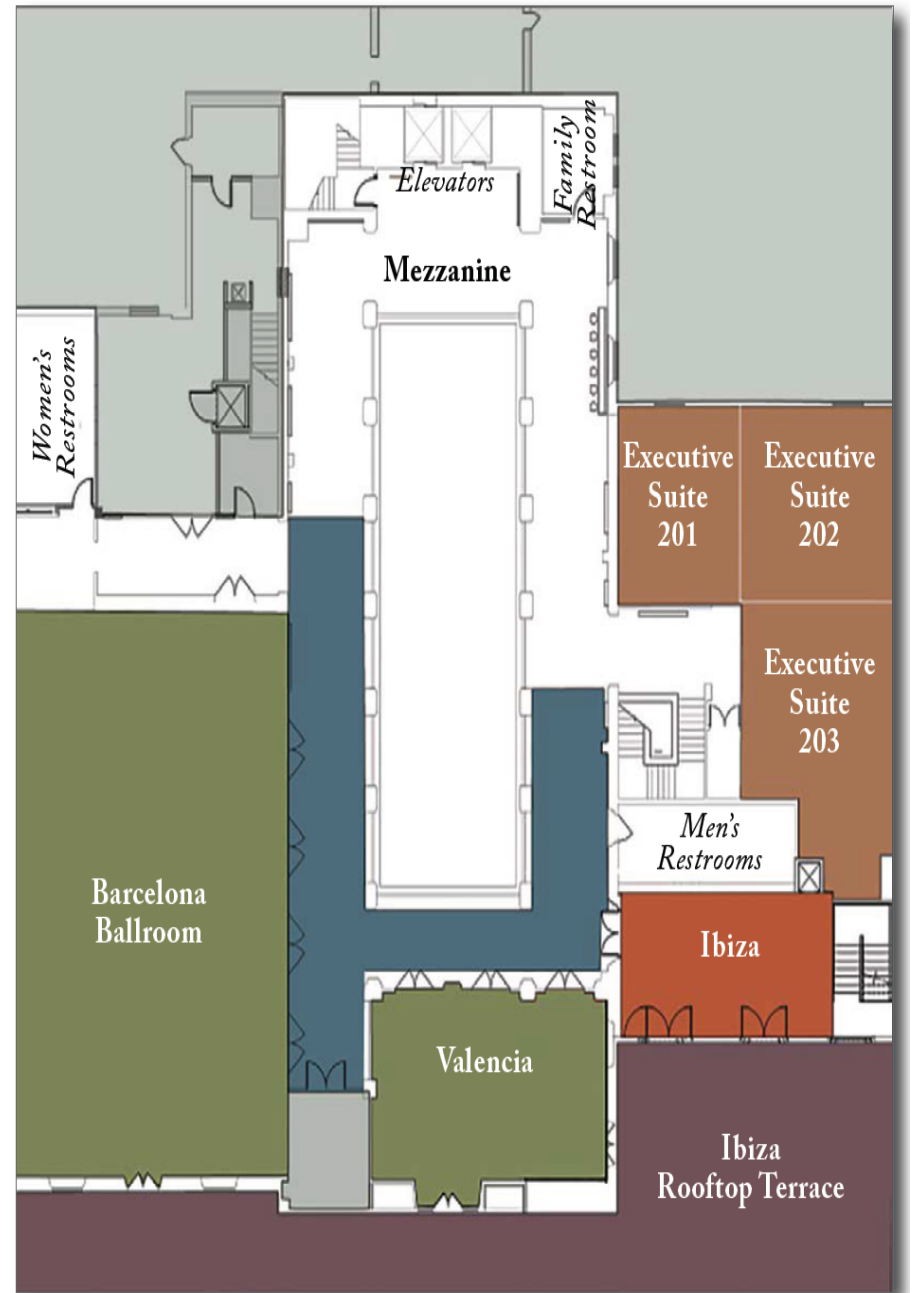 Elevators
Family
Restroom
Mezzanine
Women's
Restrooms
Executive
Suite
201
Executive
Suite
202
Executive
Suite
203
Men's
Restrooms
Barcelona
Ballroom
Ibiza
Valencia
Ibiza
Rooftop Terrace